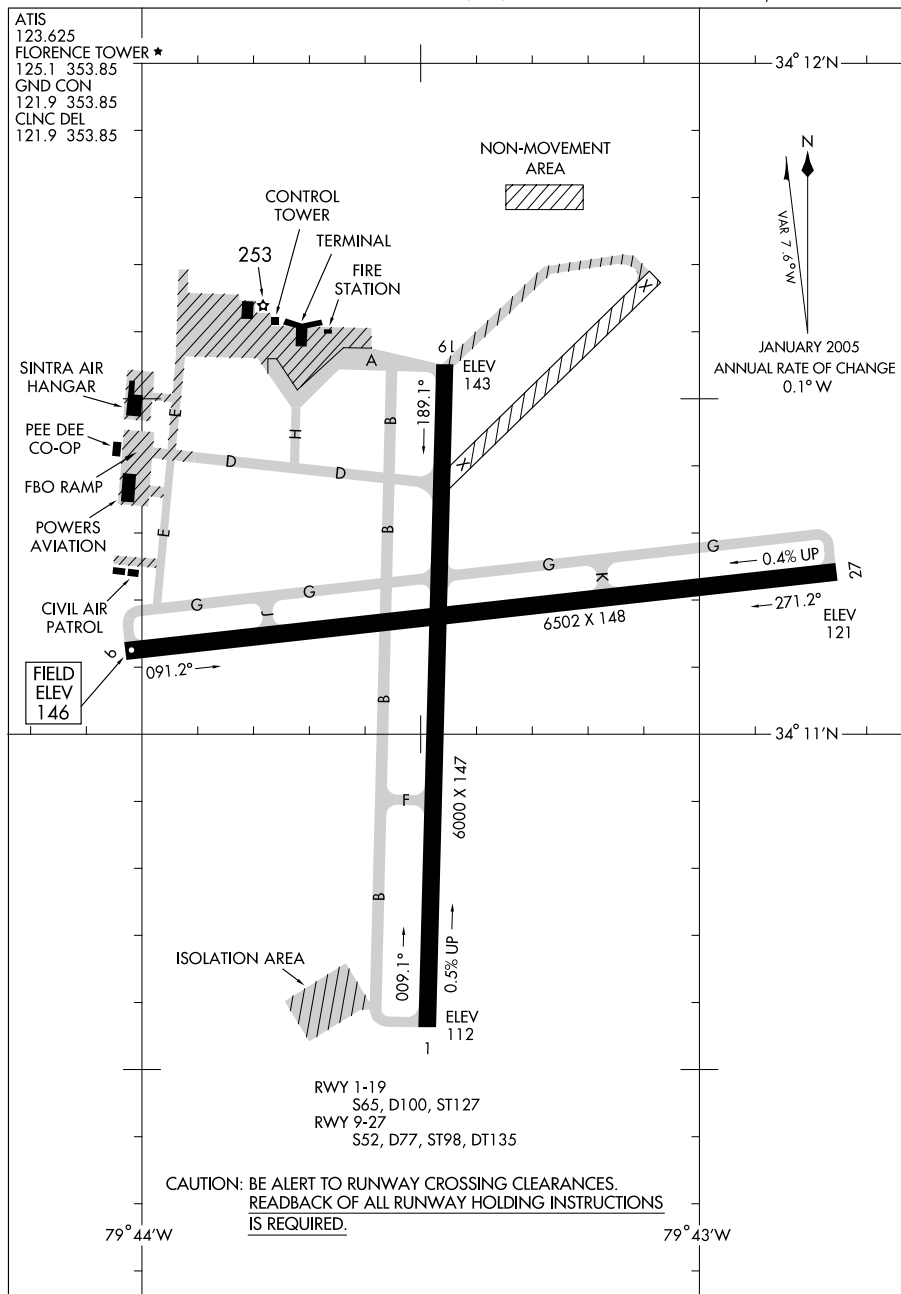 ATIS
123.625
FLORENCE TOWER ★
125.1 353.85
GND CON
121.9 353.85
CLNC DEL
121.9 353.85
34° 12'N
NON-MOVEMENT
AREA
N
VAR 7.6° W
JANUARY 2005
ANNUAL RATE OF CHANGE
0.1° W
CONTROL
TOWER
253
TERMINAL
FIRE
STATION
SINTRA AIR
HANGAR
PEE DEE
CO-OP
FBO RAMP
POWERS
AVIATION
CIVIL AIR
PATROL
A
19
ELEV
143
189.1°
X
X
E
H
B
D
D
B
E
G
G
J
G
G
K
0.4% UP
27
271.2°
ELEV
121
6502 X 148
9
091.2°
FIELD
ELEV
146
B
34° 11'N
6000 X 147
F
B
009.1°
0.5% UP
ISOLATION AREA
ELEV
112
1
RWY 1-19
S65, D100, ST127
RWY 9-27
S52, D77, ST98, DT135
CAUTION: BE ALERT TO RUNWAY CROSSING CLEARANCES.
READBACK OF ALL RUNWAY HOLDING INSTRUCTIONS
IS REQUIRED.
79° 44'W
79° 43'W